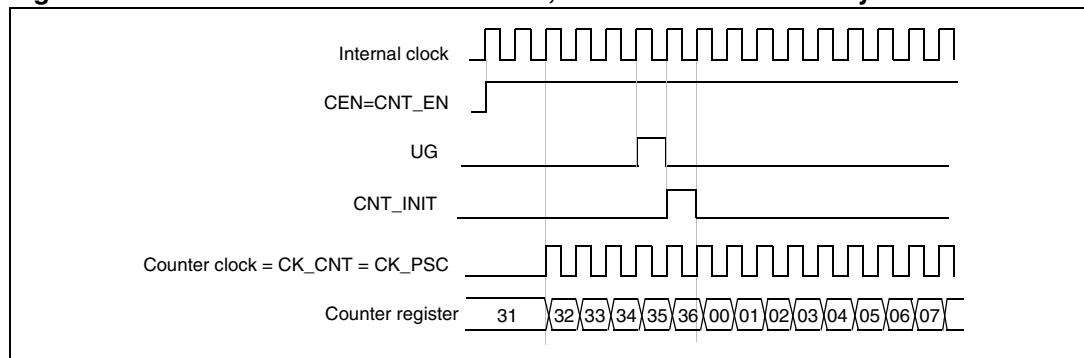 Internal clock
CEN=CNT_EN
UG
CNT_INIT
Counter clock = CK_CNT = CK_PSC
Counter register 31 32 33 34 35 36 00 01 02 03 04 05 06 07